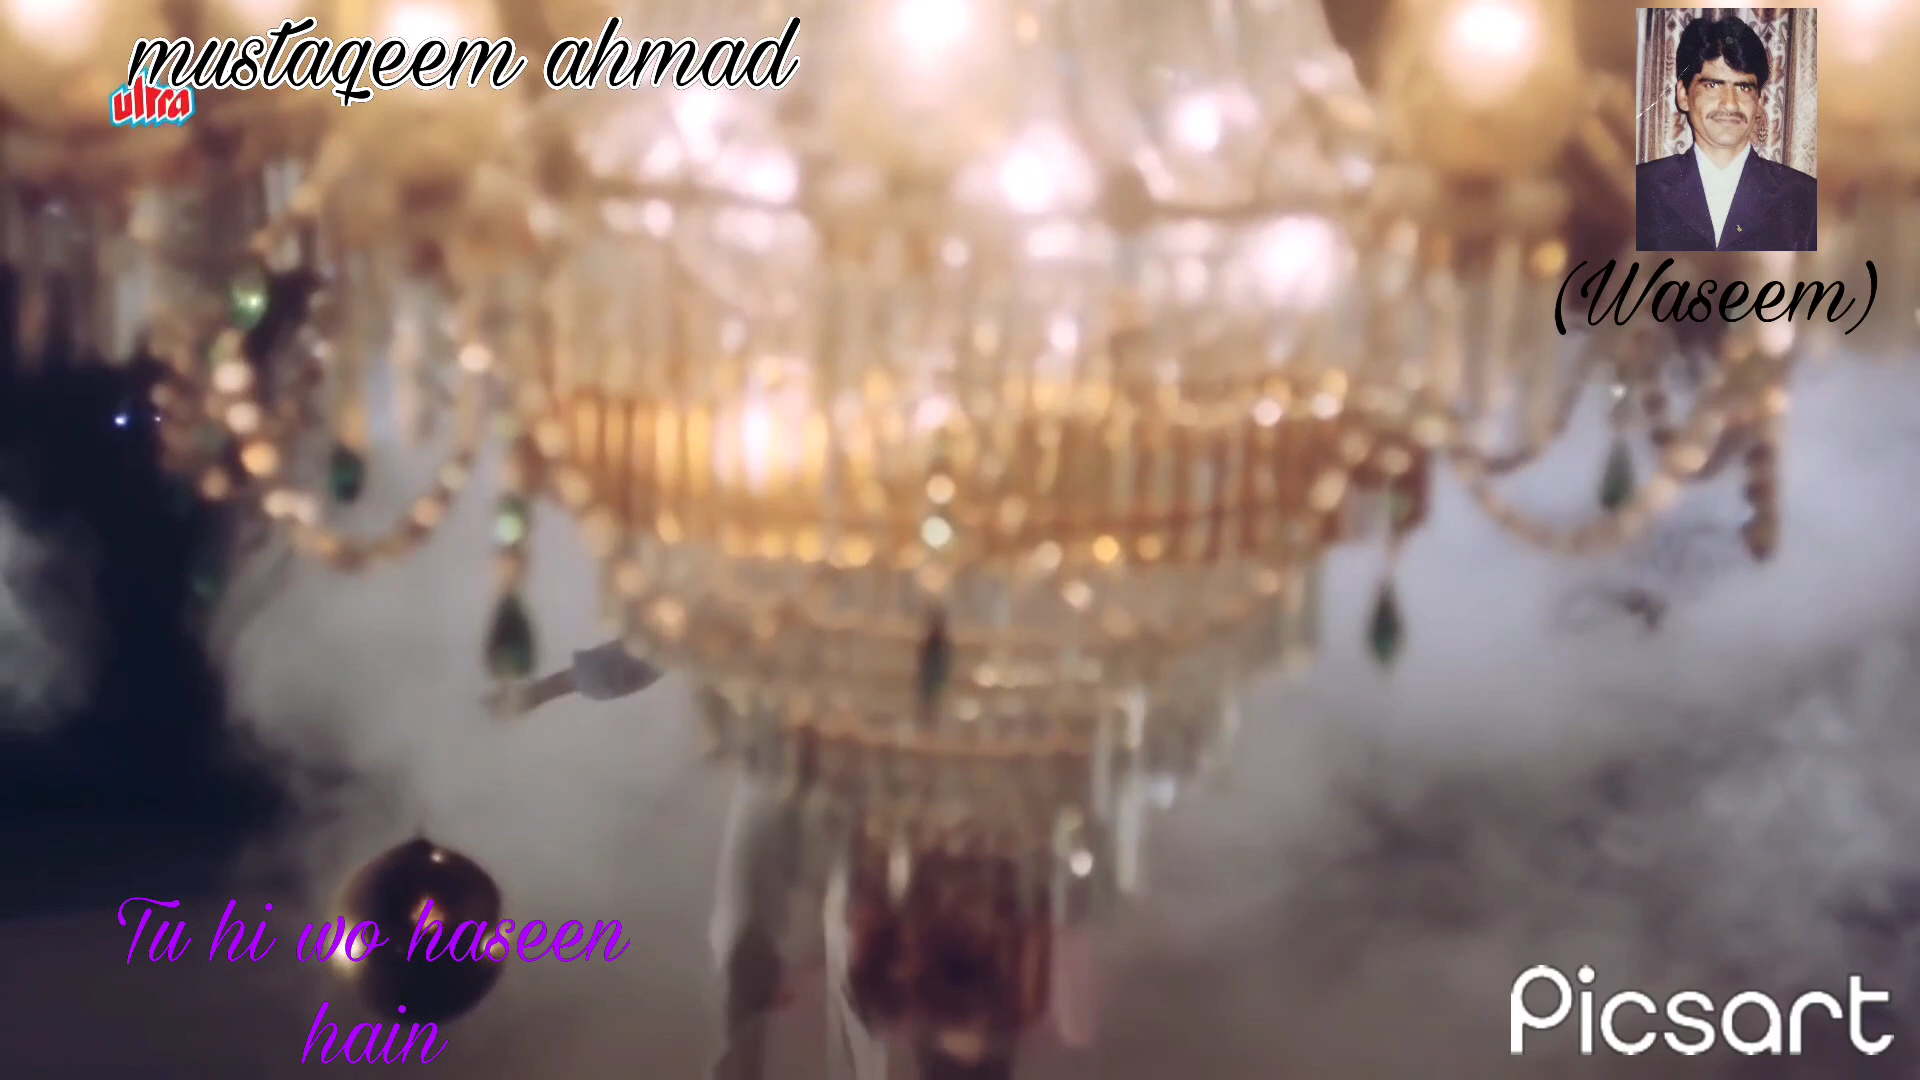 mustaqeem ahmad
ultra
(Waseem)
Tu hi wo haseen
hain
Picsart